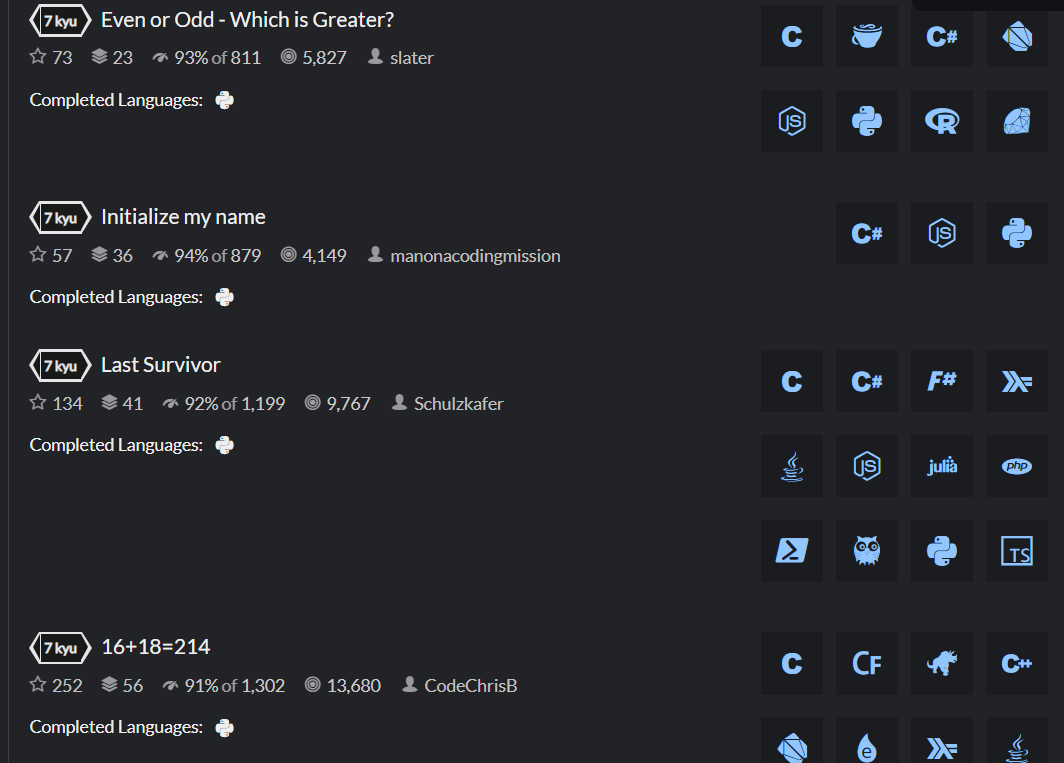 7 kyu Even or Odd - Which is Greater?
73 23 93% of 811 5,827 slater
C C#
Completed Languages:
JS R
7 kyu Initialize my name
C# JS
57 36 94% of 879 4,149 manonacodingmission
Completed Languages:
7 kyu Last Survivor
C C# F#
134 41 92% of 1,199 9,767 Schulzkafer
Completed Languages:
JS julia php
TS
7 kyu 16+18=214
C CF C++
252 56 91% of 1,302 13,680 CodeChrisB
Completed Languages:
e